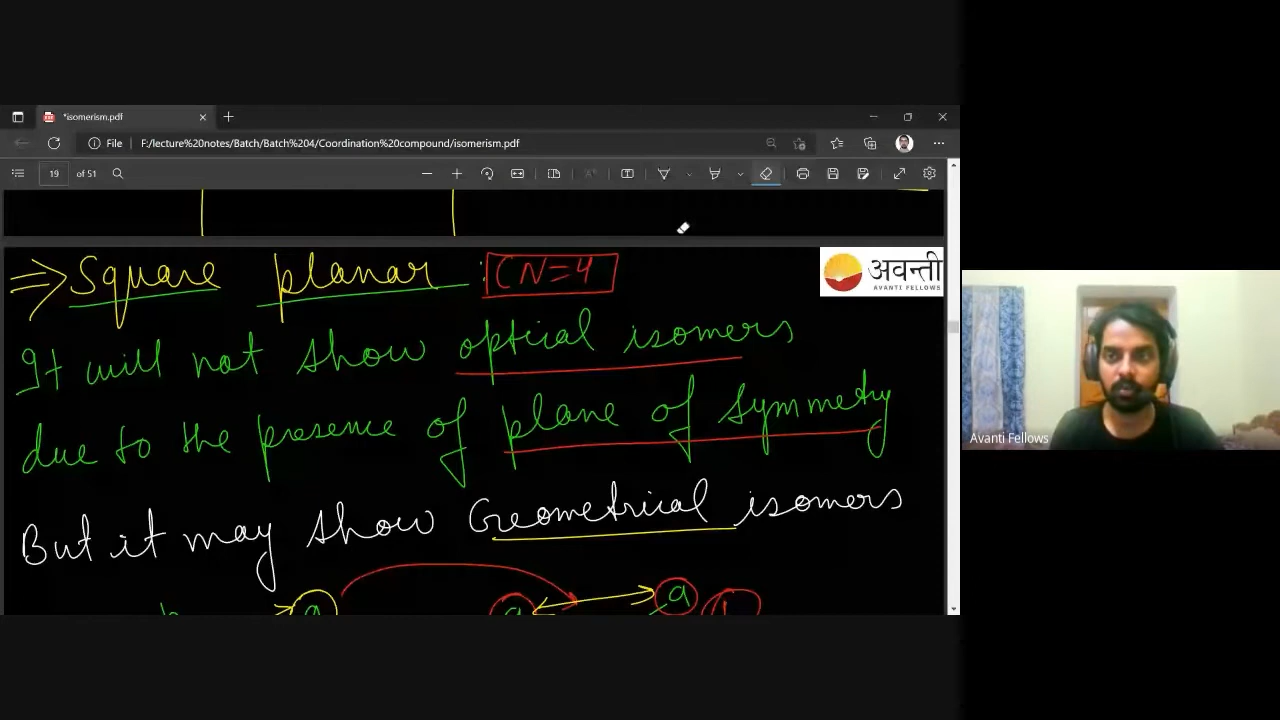 *isomerism.pdf
File F:/lecture%20notes/Batch/Batch%204/Coordination%20compound/isomerism.pdf
19 of 51
⇒ Square planar : CN=4
अवन्ती
AVANTI FELLOWS
It will not show optical isomers
due to the presence of plane of symmetry
But it may show Geometrical isomers
a a a
Avanti Fellows